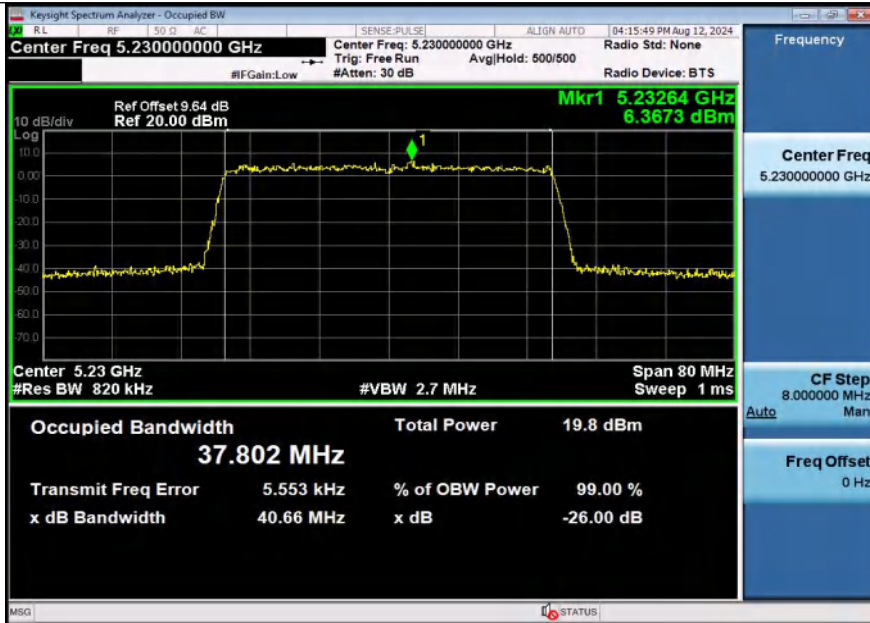 Keysight Spectrum Analyzer - Occupied BW
LXI RL RF 50 Ω AC SENSE:PULSE ALIGN AUTO 04:15:49 PM Aug 12, 2024
Center Freq 5.230000000 GHz
Center Freq: 5.230000000 GHz
Radio Std: None
Trig: Free Run Avg|Hold: 500/500
#IFGain:Low #Atten: 30 dB Radio Device: BTS
Frequency
Mkr1 5.23264 GHz
6.3673 dBm
Ref Offset 9.64 dB
10 dB/div Ref 20.00 dBm
Log
1
10.0
0.00
-10.0
-20.0
-30.0
-40.0
-50.0
-60.0
-70.0
Center 5.23 GHz Span 80 MHz
#Res BW 820 kHz #VBW 2.7 MHz Sweep 1 ms
Occupied Bandwidth Total Power 19.8 dBm
37.802 MHz
Transmit Freq Error 5.553 kHz % of OBW Power 99.00 %
x dB Bandwidth 40.66 MHz x dB -26.00 dB
Center Freq
5.230000000 GHz
CF Step
8.000000 MHz
Auto Man
Freq Offset
0 Hz
MSG STATUS